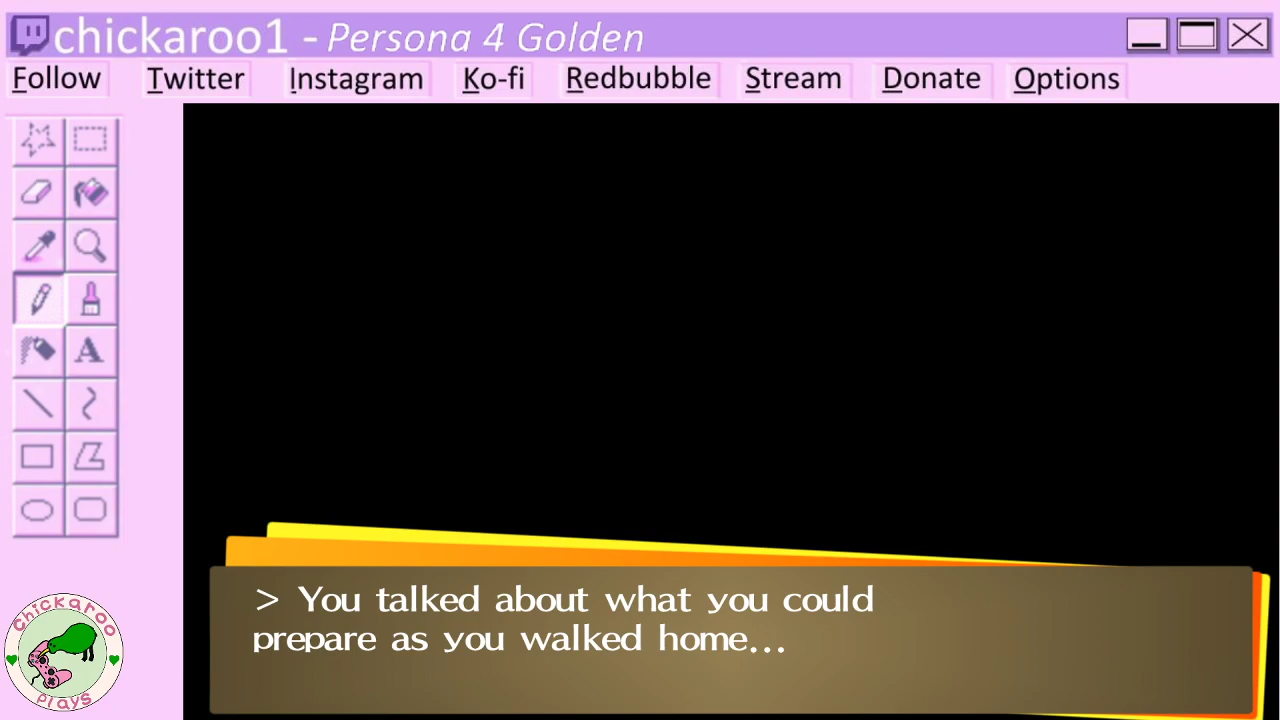 chickaroo1 - Persona 4 Golden
Follow Twitter Instagram Ko-fi Redbubble Stream Donate Options
A
> You talked about what you could
prepare as you walked home...
Chickaroo
plays